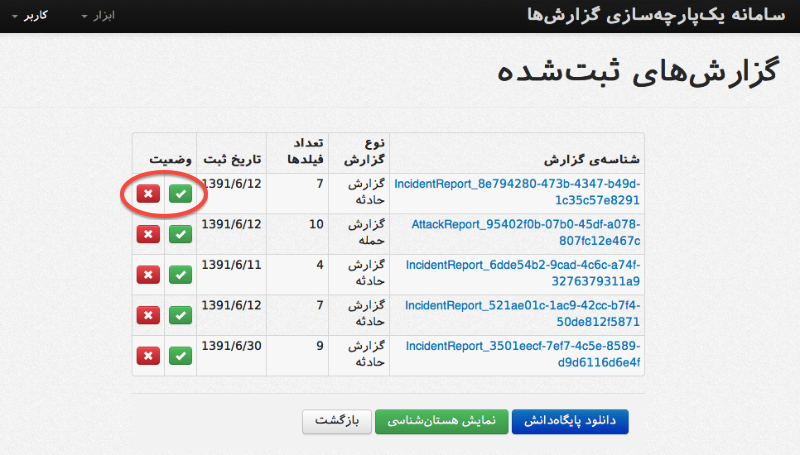 سامانه یک‌پارچه‌سازی گزارش‌ها
ابزار
کاربر
گزارش‌های ثبت‌شده
شناسه‌ی گزارش
نوع
گزارش
تعداد
فیلدها
تاریخ ثبت
وضعیت
IncidentReport_8e794280-473b-4347-b49d-
1c35c57e8291
گزارش
حادثه
7
1391/6/12
AttackReport_95402f0b-07b0-45df-a078-
807fc12e467c
گزارش
حمله
10
1391/6/12
IncidentReport_6dde54b2-9cad-4c6c-a74f-
3276379311a9
گزارش
حادثه
4
1391/6/11
IncidentReport_521ae01c-1ac9-42cc-b7f4-
50de812f5871
گزارش
حادثه
7
1391/6/12
IncidentReport_3501eecf-7ef7-4c5e-8589-
d9d6116d6e4f
گزارش
حادثه
9
1391/6/30
دانلود پایگاه‌دانش
نمایش هستان‌شناسی
بازگشت